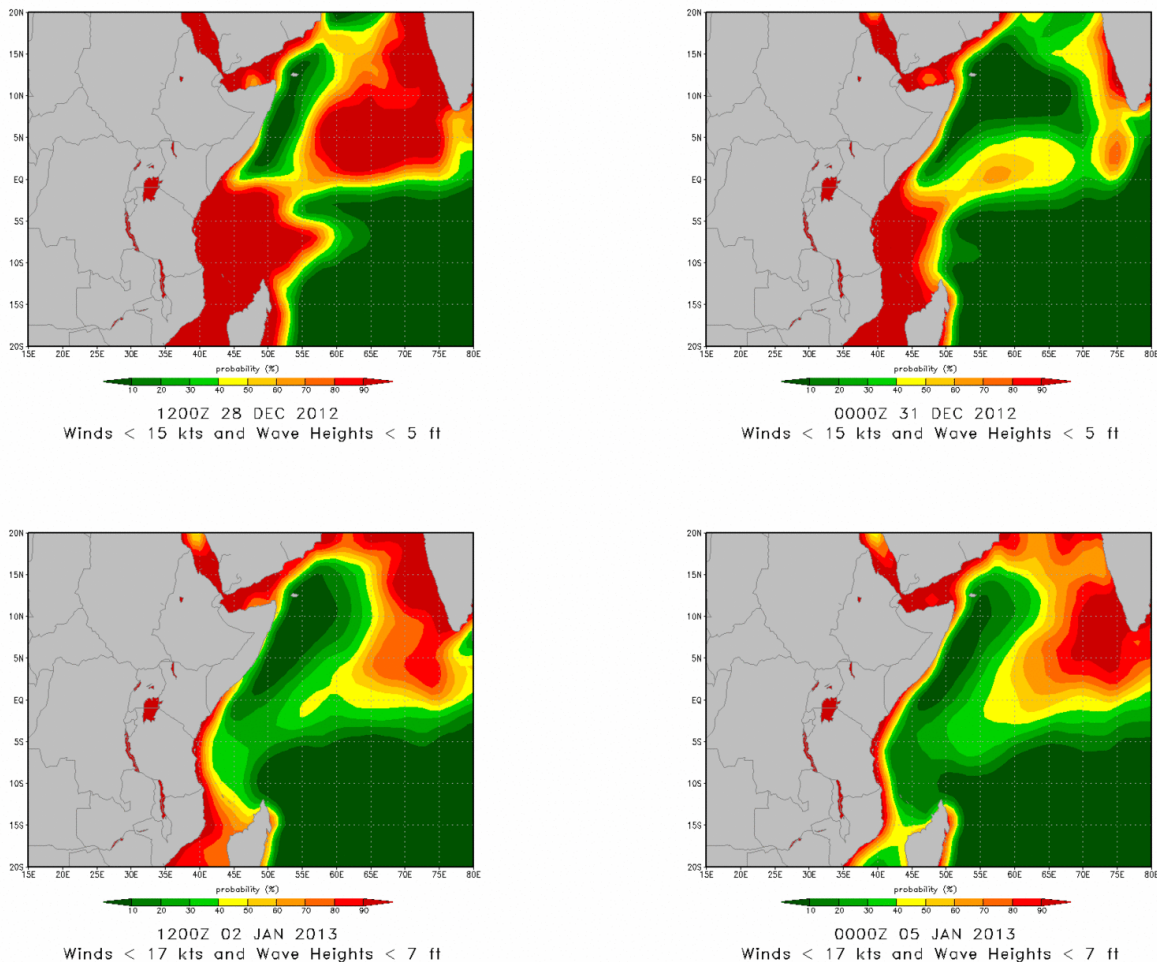 20N
15N
10N
5N
EQ
5S
10S
15S
20S
15E 20E 25E 30E 35E 40E 45E 50E 55E 60E 65E 70E 75E 80E
probability (%)
10 20 30 40 50 60 70 80 90
1200Z 28 DEC 2012
Winds < 15 kts and Wave Heights < 5 ft
20N
15N
10N
5N
EQ
5S
10S
15S
20S
15E 20E 25E 30E 35E 40E 45E 50E 55E 60E 65E 70E 75E 80E
probability (%)
10 20 30 40 50 60 70 80 90
0000Z 31 DEC 2012
Winds < 15 kts and Wave Heights < 5 ft
20N
15N
10N
5N
EQ
5S
10S
15S
20S
15E 20E 25E 30E 35E 40E 45E 50E 55E 60E 65E 70E 75E 80E
probability (%)
10 20 30 40 50 60 70 80 90
1200Z 02 JAN 2013
Winds < 17 kts and Wave Heights < 7 ft
20N
15N
10N
5N
EQ
5S
10S
15S
20S
15E 20E 25E 30E 35E 40E 45E 50E 55E 60E 65E 70E 75E 80E
probability (%)
10 20 30 40 50 60 70 80 90
0000Z 05 JAN 2013
Winds < 17 kts and Wave Heights < 7 ft